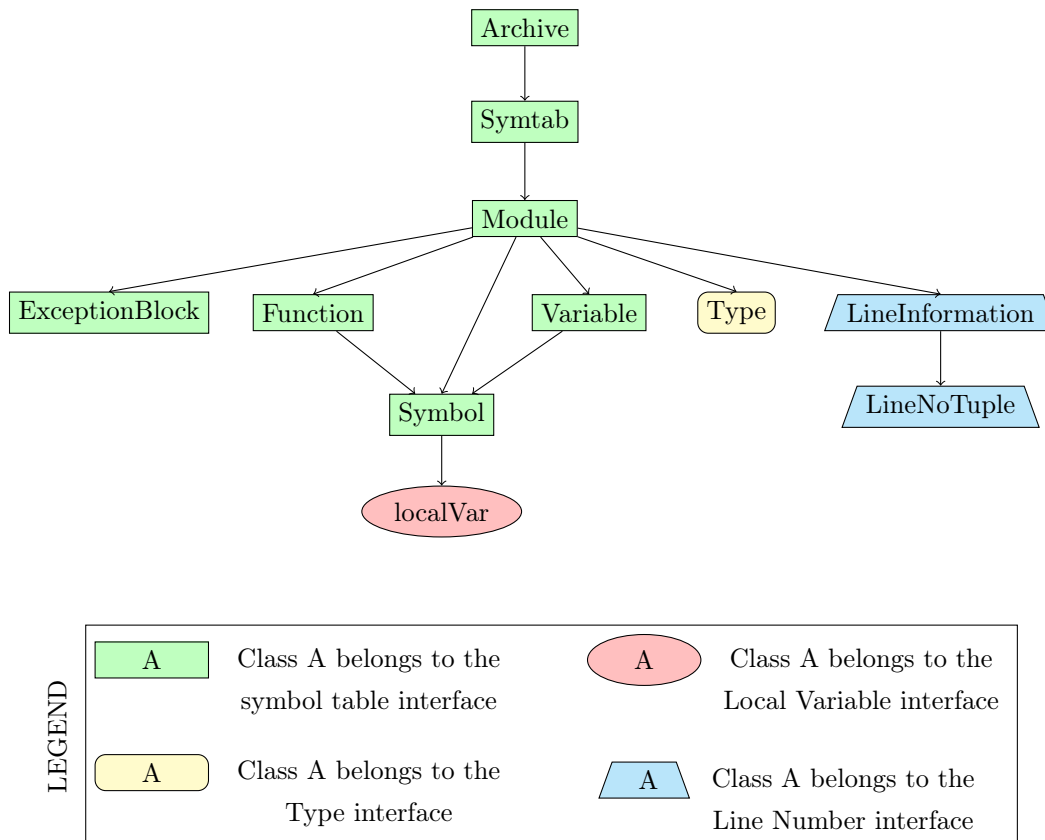 Archive
Symtab
Module
ExceptionBlock
Function
Variable
Type
LineInformation
Symbol
LineNoTuple
localVar
LEGEND
A
Class A belongs to the
symbol table interface
A
Class A belongs to the
Local Variable interface
A
Class A belongs to the
Type interface
A
Class A belongs to the
Line Number interface